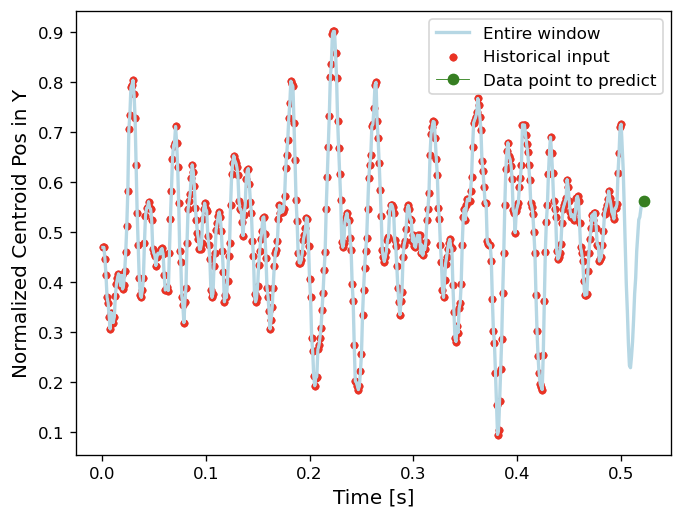 Entire window
Historical input
Data point to predict
Normalized Centroid Pos in Y
0.9
0.8
0.7
0.6
0.5
0.4
0.3
0.2
0.1
0.0 0.1 0.2 0.3 0.4 0.5
Time [s]